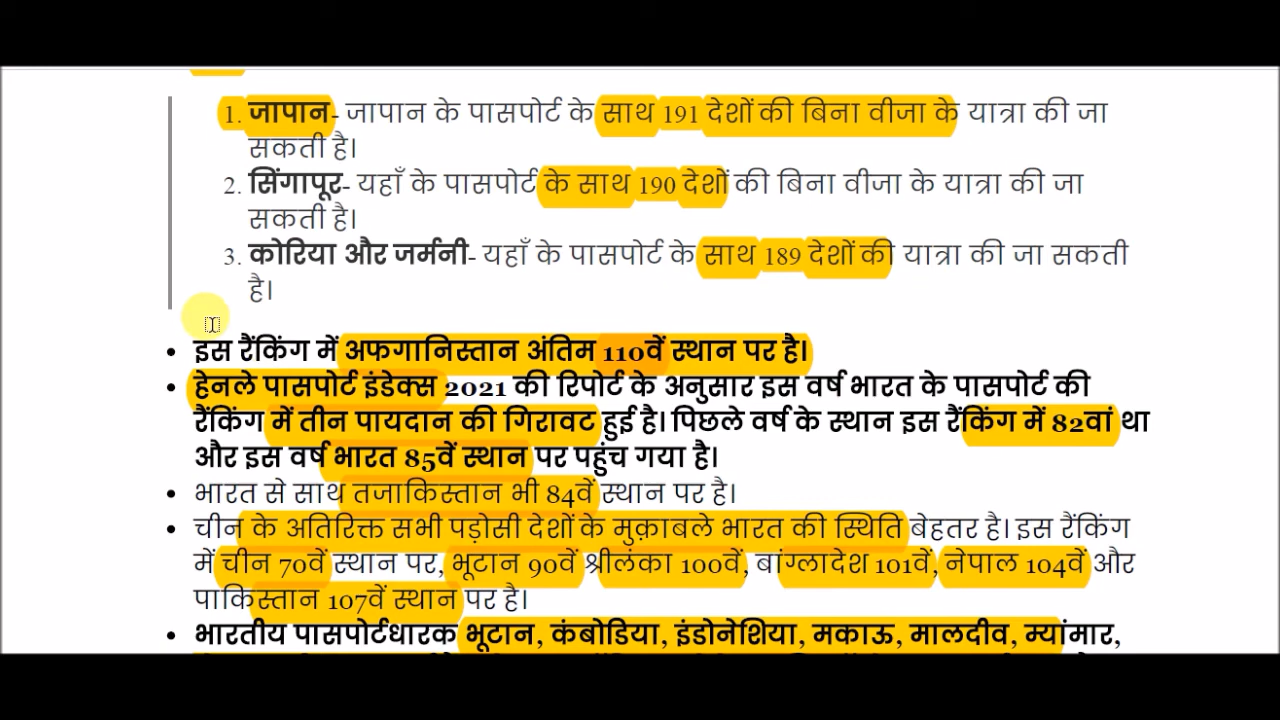 1. जापान- जापान के पासपोर्ट के साथ 191 देशों की बिना वीजा के यात्रा की जा
सकती है।
2. सिंगापूर- यहाँ के पासपोर्ट के साथ 190 देशों की बिना वीजा के यात्रा की जा
सकती है।
3. कोरिया और जर्मनी- यहाँ के पासपोर्ट के साथ 189 देशों की यात्रा की जा सकती
है।
• इस रैंकिंग में अफगानिस्तान अंतिम 110वें स्थान पर है।
• हेनले पासपोर्ट इंडेक्स 2021 की रिपोर्ट के अनुसार इस वर्ष भारत के पासपोर्ट की
रैंकिंग में तीन पायदान की गिरावट हुई है। पिछले वर्ष के स्थान इस रैंकिंग में 82वां था
और इस वर्ष भारत 85वें स्थान पर पहुंच गया है।
• भारत से साथ तजाकिस्तान भी 84वें स्थान पर है।
• चीन के अतिरिक्त सभी पड़ोसी देशों के मुक़ाबले भारत की स्थिति बेहतर है। इस रैंकिंग
में चीन 70वें स्थान पर, भूटान 90वें श्रीलंका 100वें, बांग्लादेश 101वें, नेपाल 104वें और
पाकिस्तान 107वें स्थान पर है।
• भारतीय पासपोर्टधारक भूटान, कंबोडिया, इंडोनेशिया, मकाऊ, मालदीव, म्यांमार,